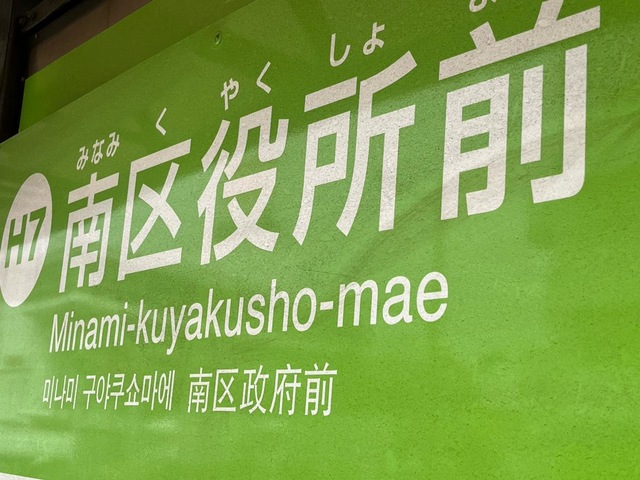 みなみ く やく しょ
H7 南区役所前
Minami-kuyakusho-mae
미나미 구야쿠쇼마에 南区政府前